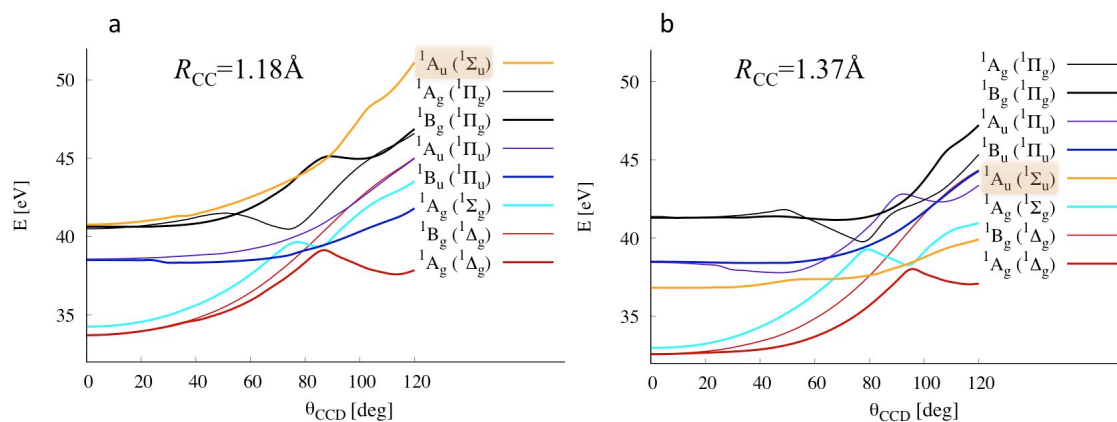 a
R_CC=1.18Å
E [eV]
50
45
40
35
0 20 40 60 80 100 120
θ_CCD [deg]
¹A_u (¹Σ_u)
¹A_g (¹Π_g)
¹B_g (¹Π_g)
¹A_u (¹Π_u)
¹B_u (¹Π_u)
¹A_g (¹Σ_g)
¹B_g (¹Δ_g)
¹A_g (¹Δ_g)
b
R_CC=1.37Å
E [eV]
50
45
40
35
0 20 40 60 80 100 120
θ_CCD [deg]
¹A_g (¹Π_g)
¹B_g (¹Π_g)
¹A_u (¹Π_u)
¹B_u (¹Π_u)
¹A_u (¹Σ_u)
¹A_g (¹Σ_g)
¹B_g (¹Δ_g)
¹A_g (¹Δ_g)